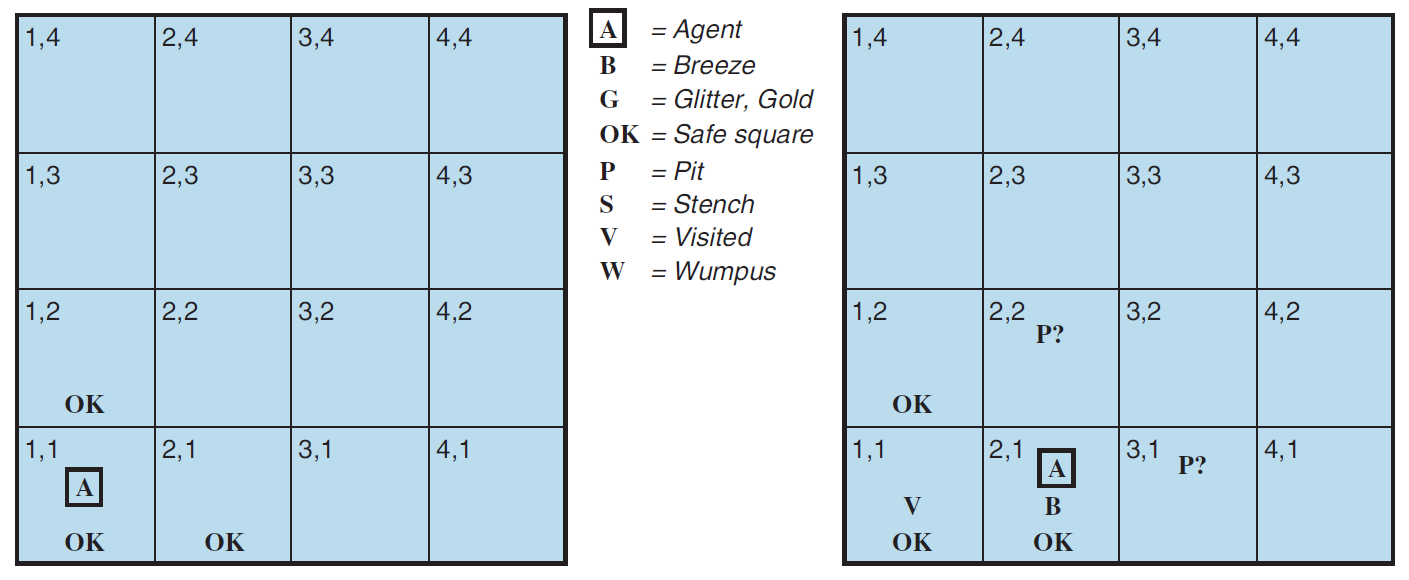 1,4 2,4 3,4 4,4
1,3 2,3 3,3 4,3
1,2 2,2 3,2 4,2
OK
1,1 2,1 3,1 4,1
A
OK OK
A = Agent
B = Breeze
G = Glitter, Gold
OK = Safe square
P = Pit
S = Stench
V = Visited
W = Wumpus
1,4 2,4 3,4 4,4
1,3 2,3 3,3 4,3
1,2 2,2 3,2 4,2
P?
OK
1,1 2,1 A 3,1 P? 4,1
V B
OK OK